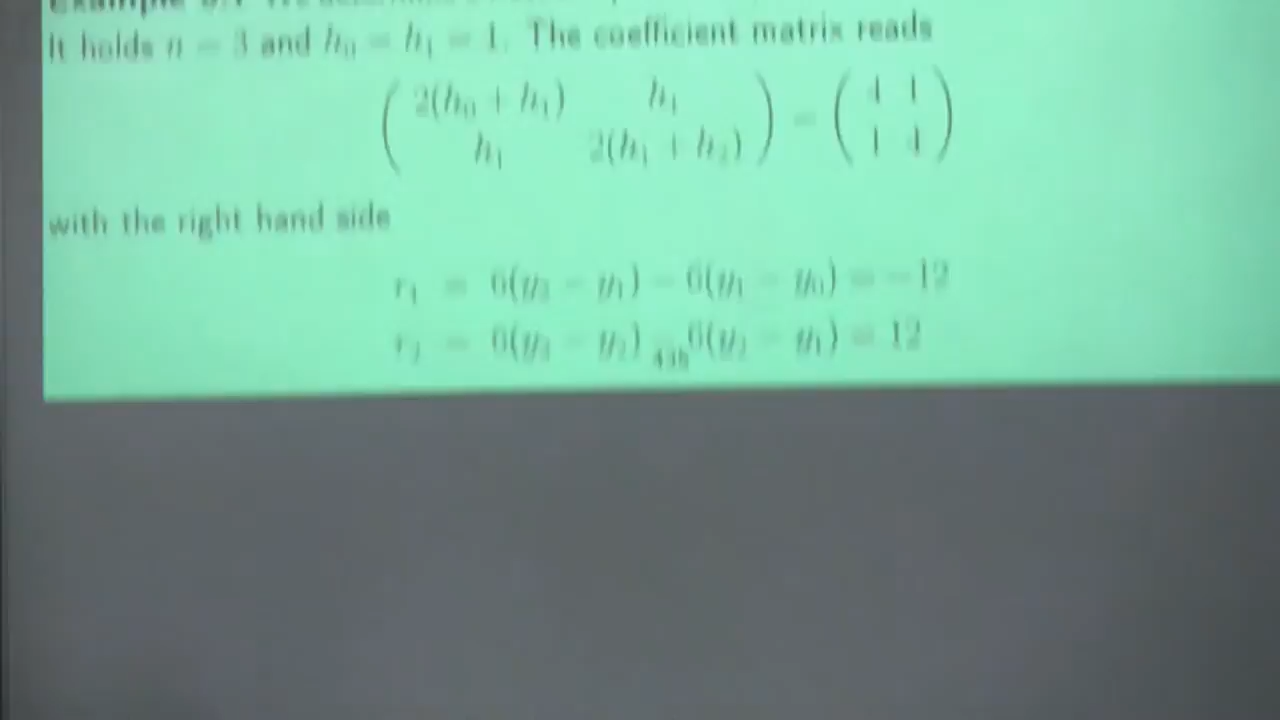 Example
It holds n = 3 and h₀ = h₁ = 1. The coefficient matrix reads
( 2(h₀ + h₁) h₁ ) = ( 4 1 )
( h₁ 2(h₁ + h₂) ) ( 1 4 )
with the right hand side
r₁ = 6(y₂ − y₁) − 6(y₁ − y₀) = −12
r₂ = 6(y₃ − y₂) − 6(y₂ − y₁) = 12